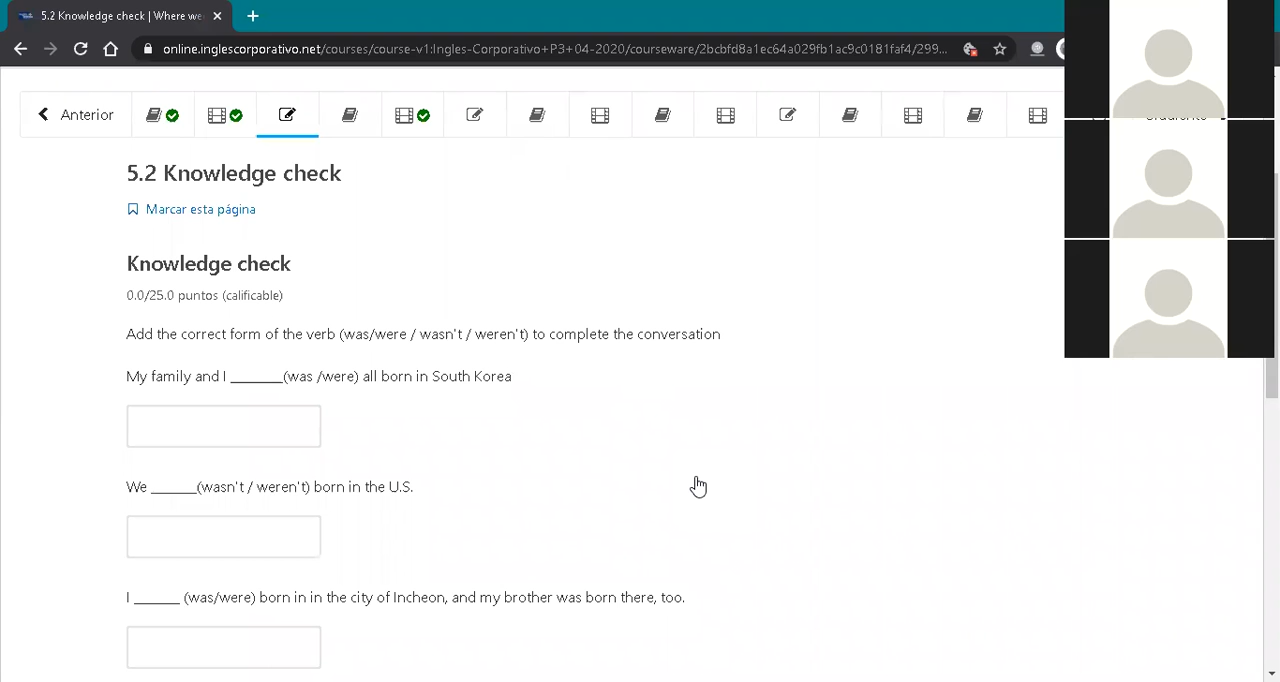 5.2 Knowledge check | Where we
online.inglescorporativo.net/courses/course-v1:Ingles-Corporativo+P3+04-2020/courseware/2bcbfd8a1ec64a029fb1ac9c0181faf4/299...
Anterior
5.2 Knowledge check
Marcar esta página
Knowledge check
0.0/25.0 puntos (calificable)
Add the correct form of the verb (was/were / wasn't / weren't) to complete the conversation
My family and I _______(was /were) all born in South Korea
We ______(wasn't / weren't) born in the U.S.
I ______ (was/were) born in in the city of Incheon, and my brother was born there, too.